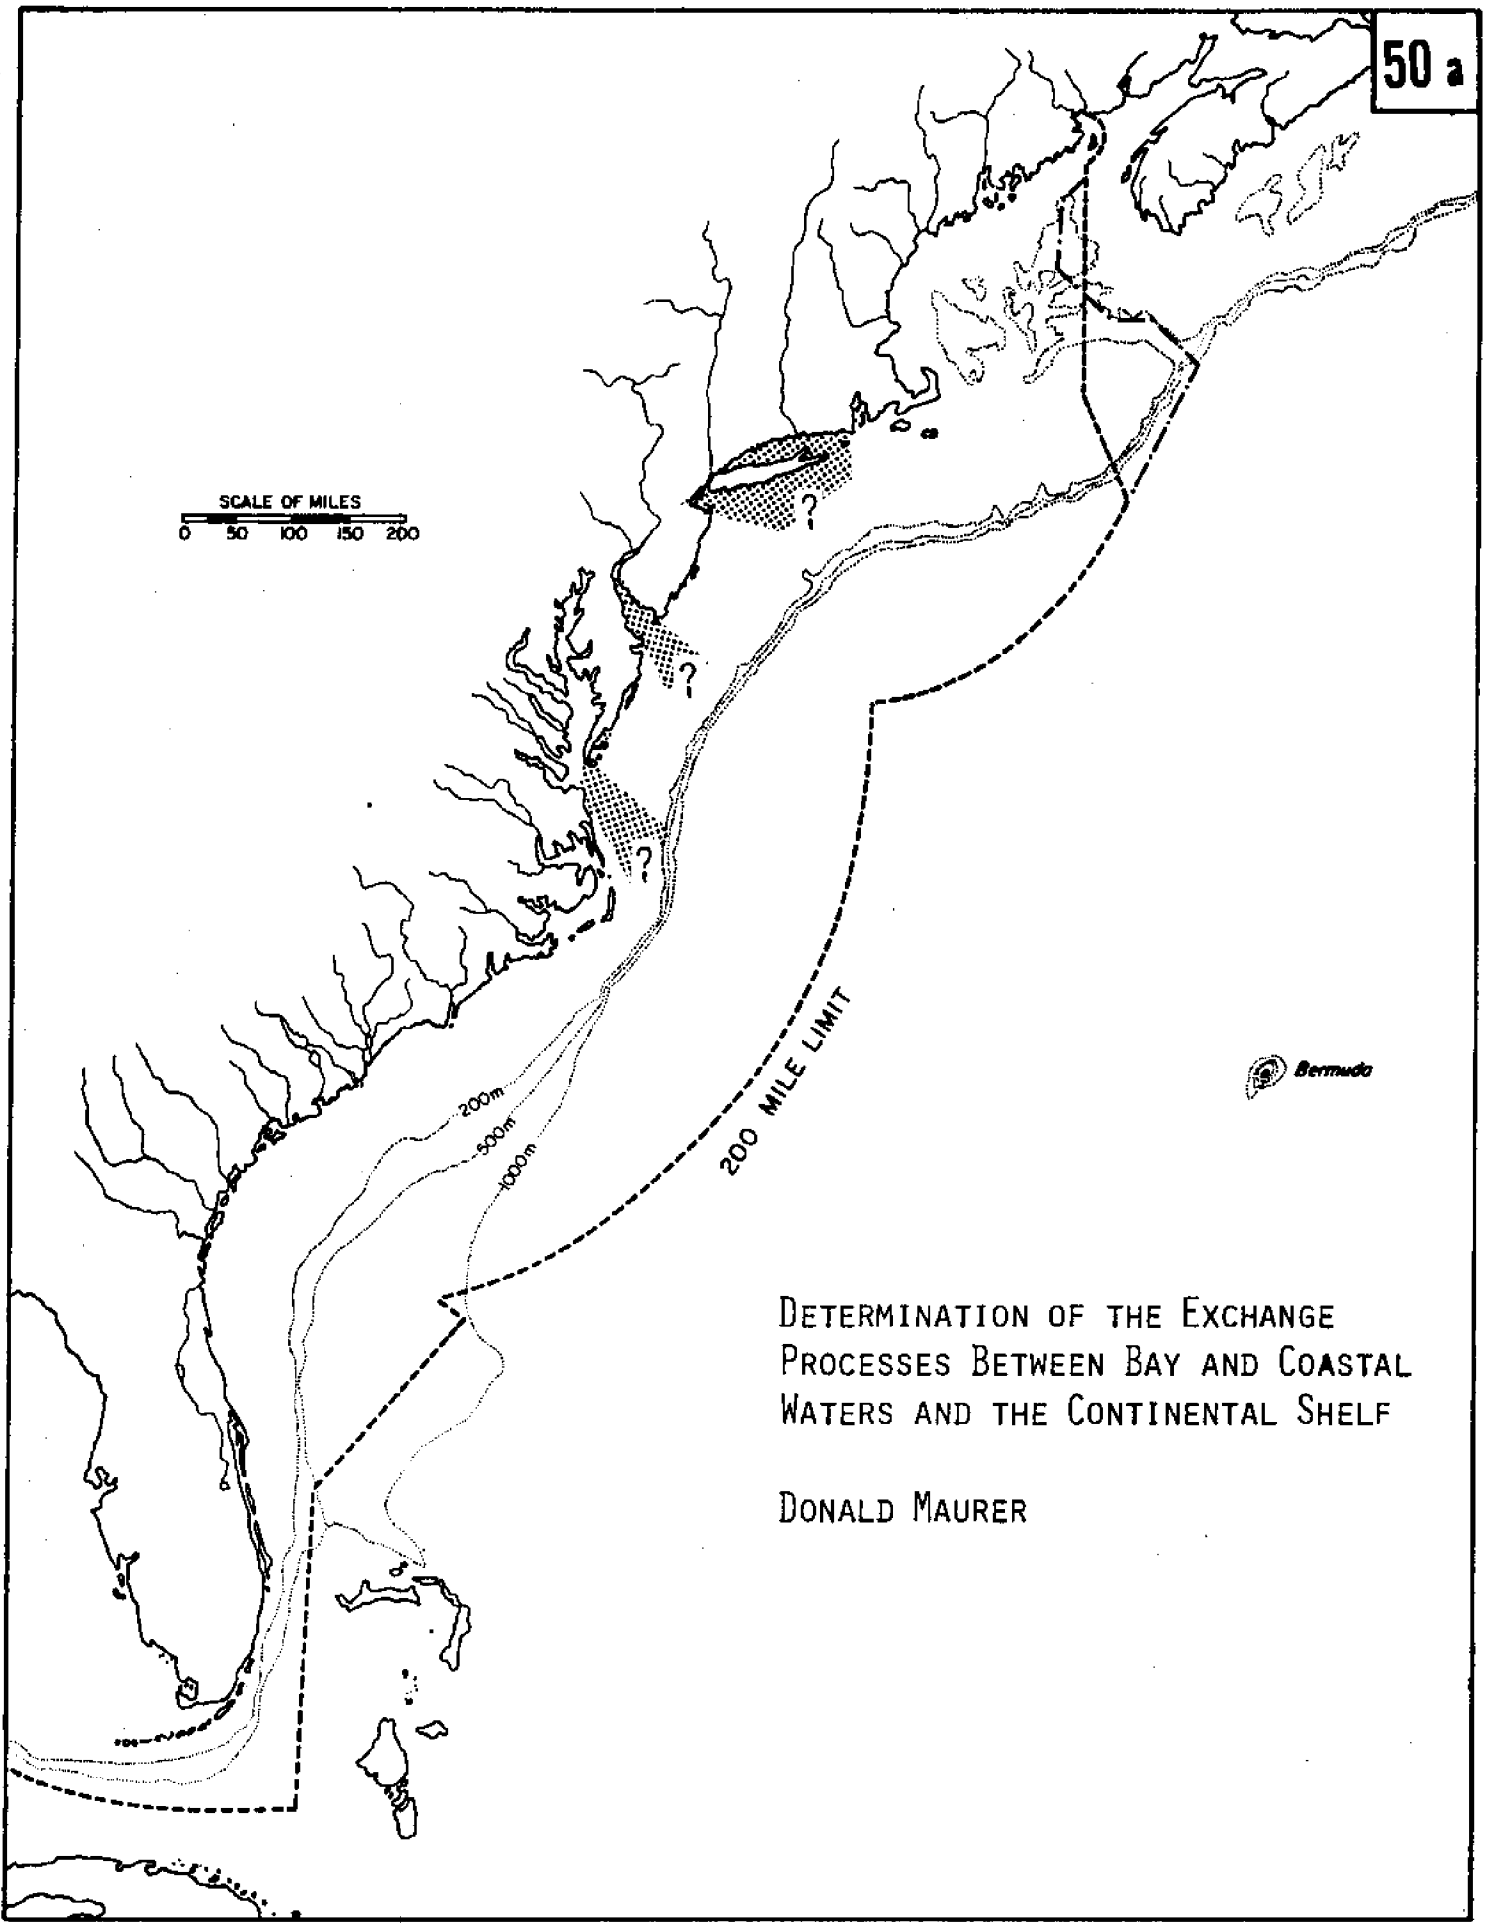 50 a
SCALE OF MILES
0 50 100 150 200
?
?
?
200 MILE LIMIT
200m
500m
1000m
Bermuda
DETERMINATION OF THE EXCHANGE
PROCESSES BETWEEN BAY AND COASTAL
WATERS AND THE CONTINENTAL SHELF
DONALD MAURER